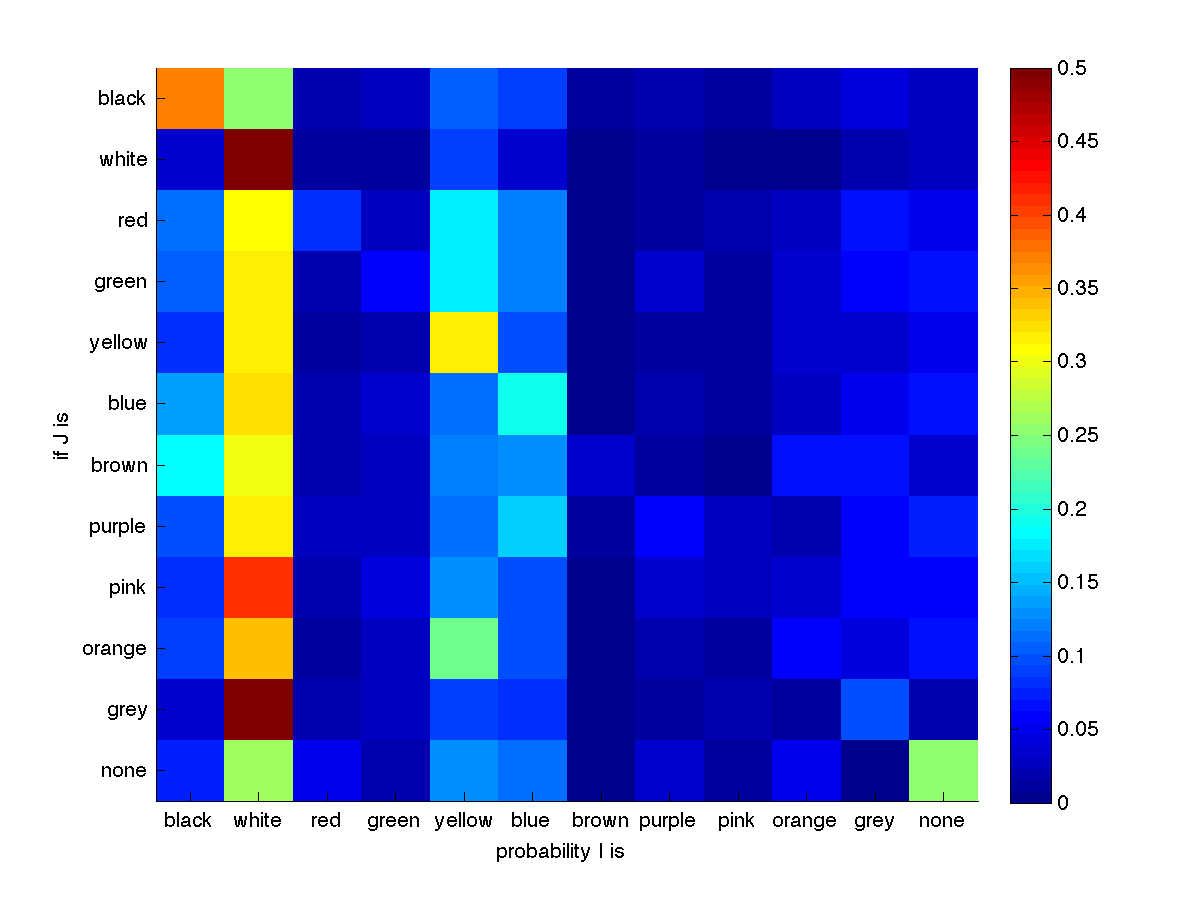 black
white
red
green
yellow
blue
brown
purple
pink
orange
grey
none
if J is
black white red green yellow blue brown purple pink orange grey none
probability I is
0.5
0.45
0.4
0.35
0.3
0.25
0.2
0.15
0.1
0.05
0